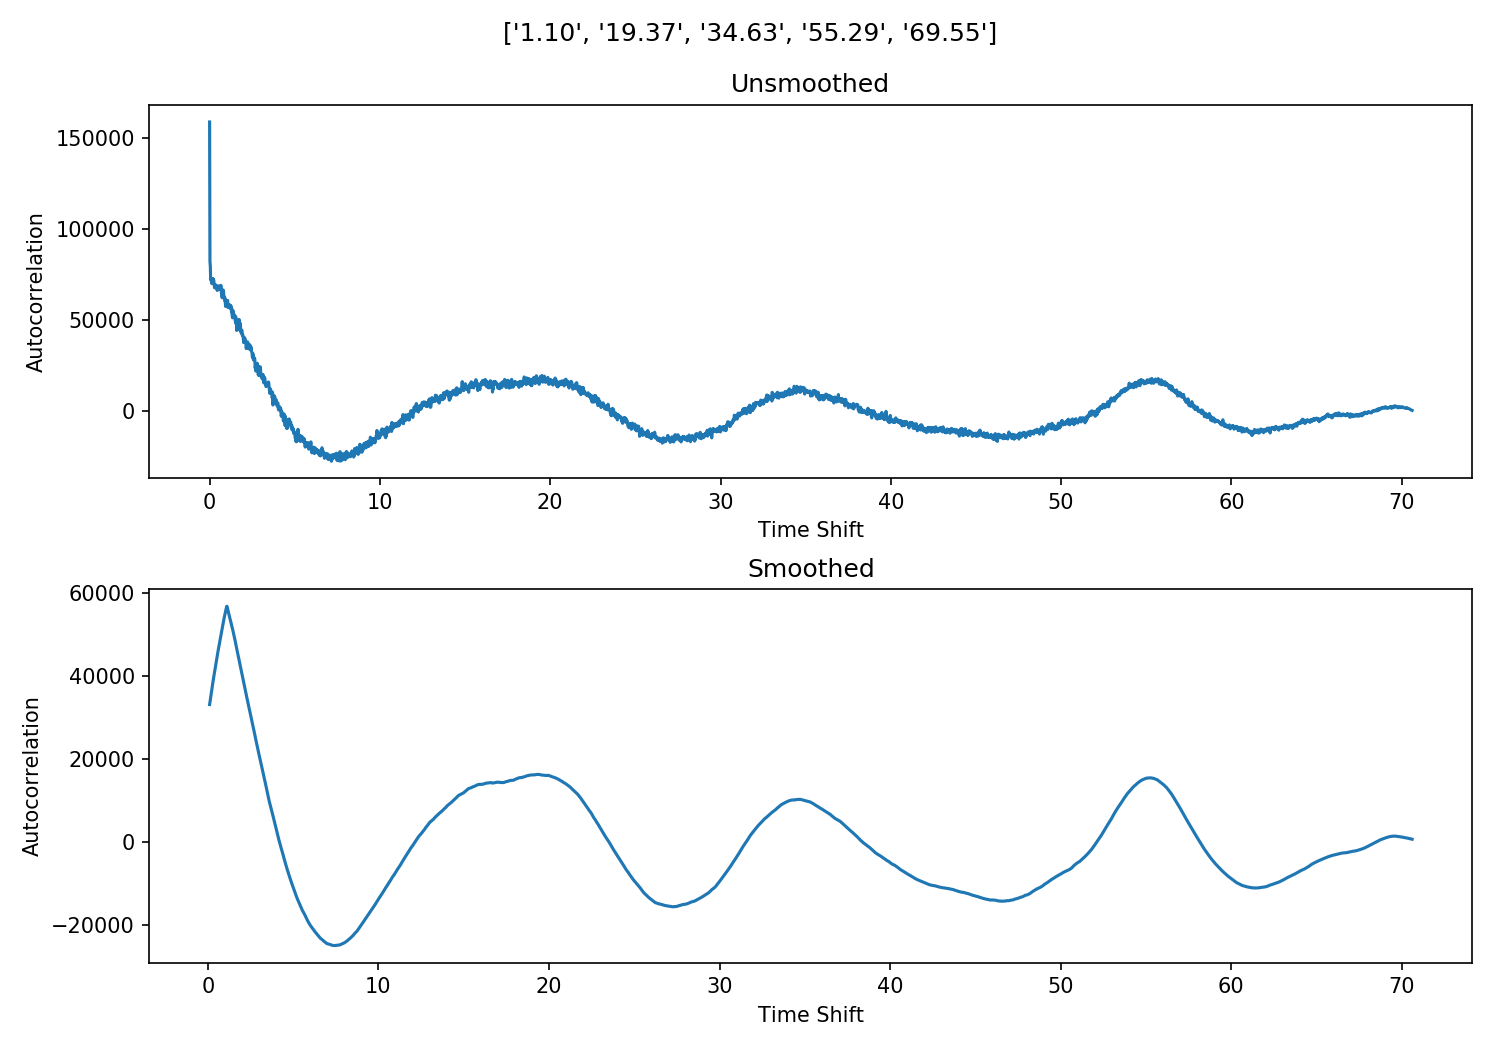 ['1.10', '19.37', '34.63', '55.29', '69.55']
Unsmoothed
150000
100000
50000
0
Autocorrelation
0 10 20 30 40 50 60 70
Time Shift
Smoothed
60000
40000
20000
0
−20000
Autocorrelation
0 10 20 30 40 50 60 70
Time Shift